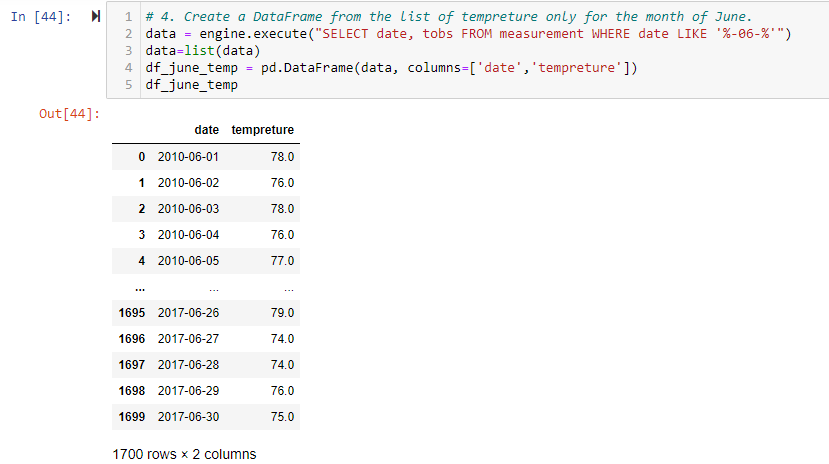 In [44]:
1 # 4. Create a DataFrame from the list of tempreture only for the month of June.
2 data = engine.execute("SELECT date, tobs FROM measurement WHERE date LIKE '%-06-%'")
3 data=list(data)
4 df_june_temp = pd.DataFrame(data, columns=['date','tempreture'])
5 df_june_temp
Out[44]:
date tempreture
0 2010-06-01 78.0
1 2010-06-02 76.0
2 2010-06-03 78.0
3 2010-06-04 76.0
4 2010-06-05 77.0
... ... ...
1695 2017-06-26 79.0
1696 2017-06-27 74.0
1697 2017-06-28 74.0
1698 2017-06-29 76.0
1699 2017-06-30 75.0
1700 rows × 2 columns